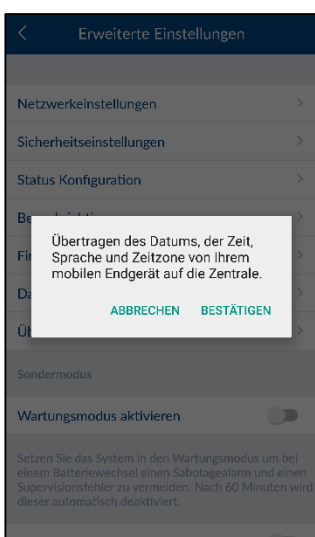 Erweiterte Einstellungen
Netzwerkeinstellungen
Sicherheitseinstellungen
Status Konfiguration
Übertragen des Datums, der Zeit,
Sprache und Zeitzone von Ihrem
mobilen Endgerät auf die Zentrale.
ABBRECHEN BESTÄTIGEN
Sondermodus
Wartungsmodus aktivieren
Setzen Sie das System in den Wartungsmodus um bei
einem Batteriewechsel einen Sabotagealarm und einen
Supervisionsfehler zu vermeiden. Nach 60 Minuten wird
dieser automatisch deaktiviert.